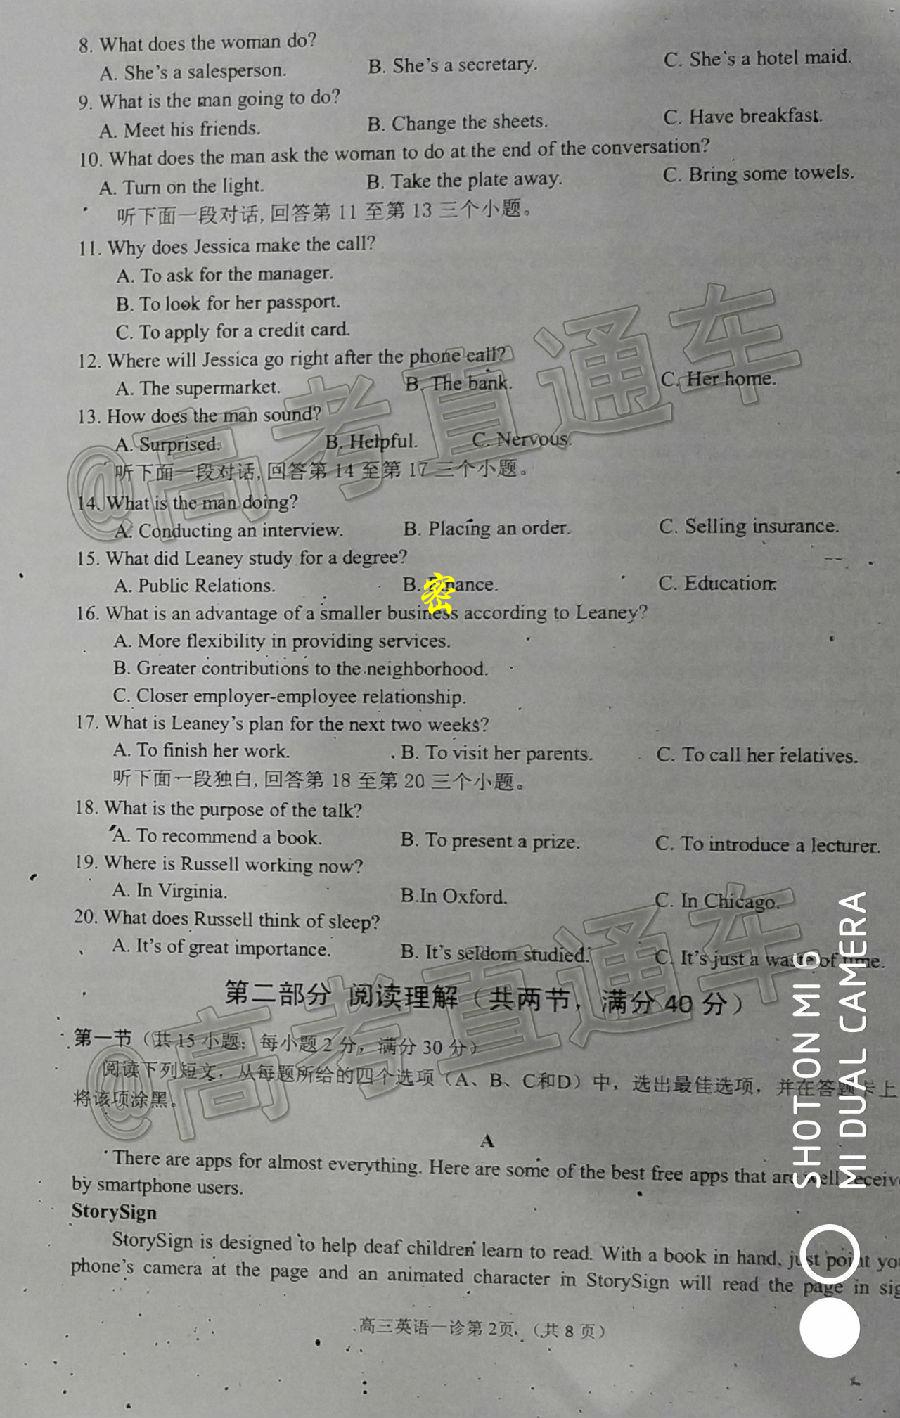 8. What does the woman do?
A. She's a salesperson. B. She's a secretary. C. She's a hotel maid.
9. What is the man going to do?
A. Meet his friends. B. Change the sheets. C. Have breakfast.
10. What does the man ask the woman to do at the end of the conversation?
A. Turn on the light. B. Take the plate away. C. Bring some towels.
听下面一段对话,回答第 11 至第 13 三个小题。
11. Why does Jessica make the call?
A. To ask for the manager.
B. To look for her passport.
C. To apply for a credit card.
12. Where will Jessica go right after the phone call?
A. The supermarket. B. The bank. C. Her home.
13. How does the man sound?
A. Surprised. B. Helpful. C. Nervous.
听下面一段对话,回答第 14 至第 17 三个小题。
14. What is the man doing?
A. Conducting an interview. B. Placing an order. C. Selling insurance.
15. What did Leaney study for a degree?
A. Public Relations. B. Finance. C. Education.
密
16. What is an advantage of a smaller business according to Leaney?
A. More flexibility in providing services.
B. Greater contributions to the neighborhood.
C. Closer employer-employee relationship.
17. What is Leaney's plan for the next two weeks?
A. To finish her work. B. To visit her parents. C. To call her relatives.
听下面一段独白,回答第 18 至第 20 三个小题。
18. What is the purpose of the talk?
A. To recommend a book. B. To present a prize. C. To introduce a lecturer.
19. Where is Russell working now?
A. In Virginia. B.In Oxford. C. In Chicago.
20. What does Russell think of sleep?
A. It's of great importance. B. It's seldom studied. C. It's just a waste of time.
第二部分 阅读理解（共两节，满分 40 分）
第一节（共 15 小题；每小题 2 分，满分 30 分）
阅读下列短文，从每题所给的四个选项（A、B、C和D）中，选出最佳选项，并在答题卡上
将该项涂黑。
A
There are apps for almost everything. Here are some of the best free apps that are well receiv
by smartphone users.
StorySign
StorySign is designed to help deaf children learn to read. With a book in hand, just point yo
phone's camera at the page and an animated character in StorySign will read the page in sig
高三英语一诊第 2页（共 8 页）
@高考直通车
@高考直通车
SHOT ON MI 6
MI DUAL CAMERA